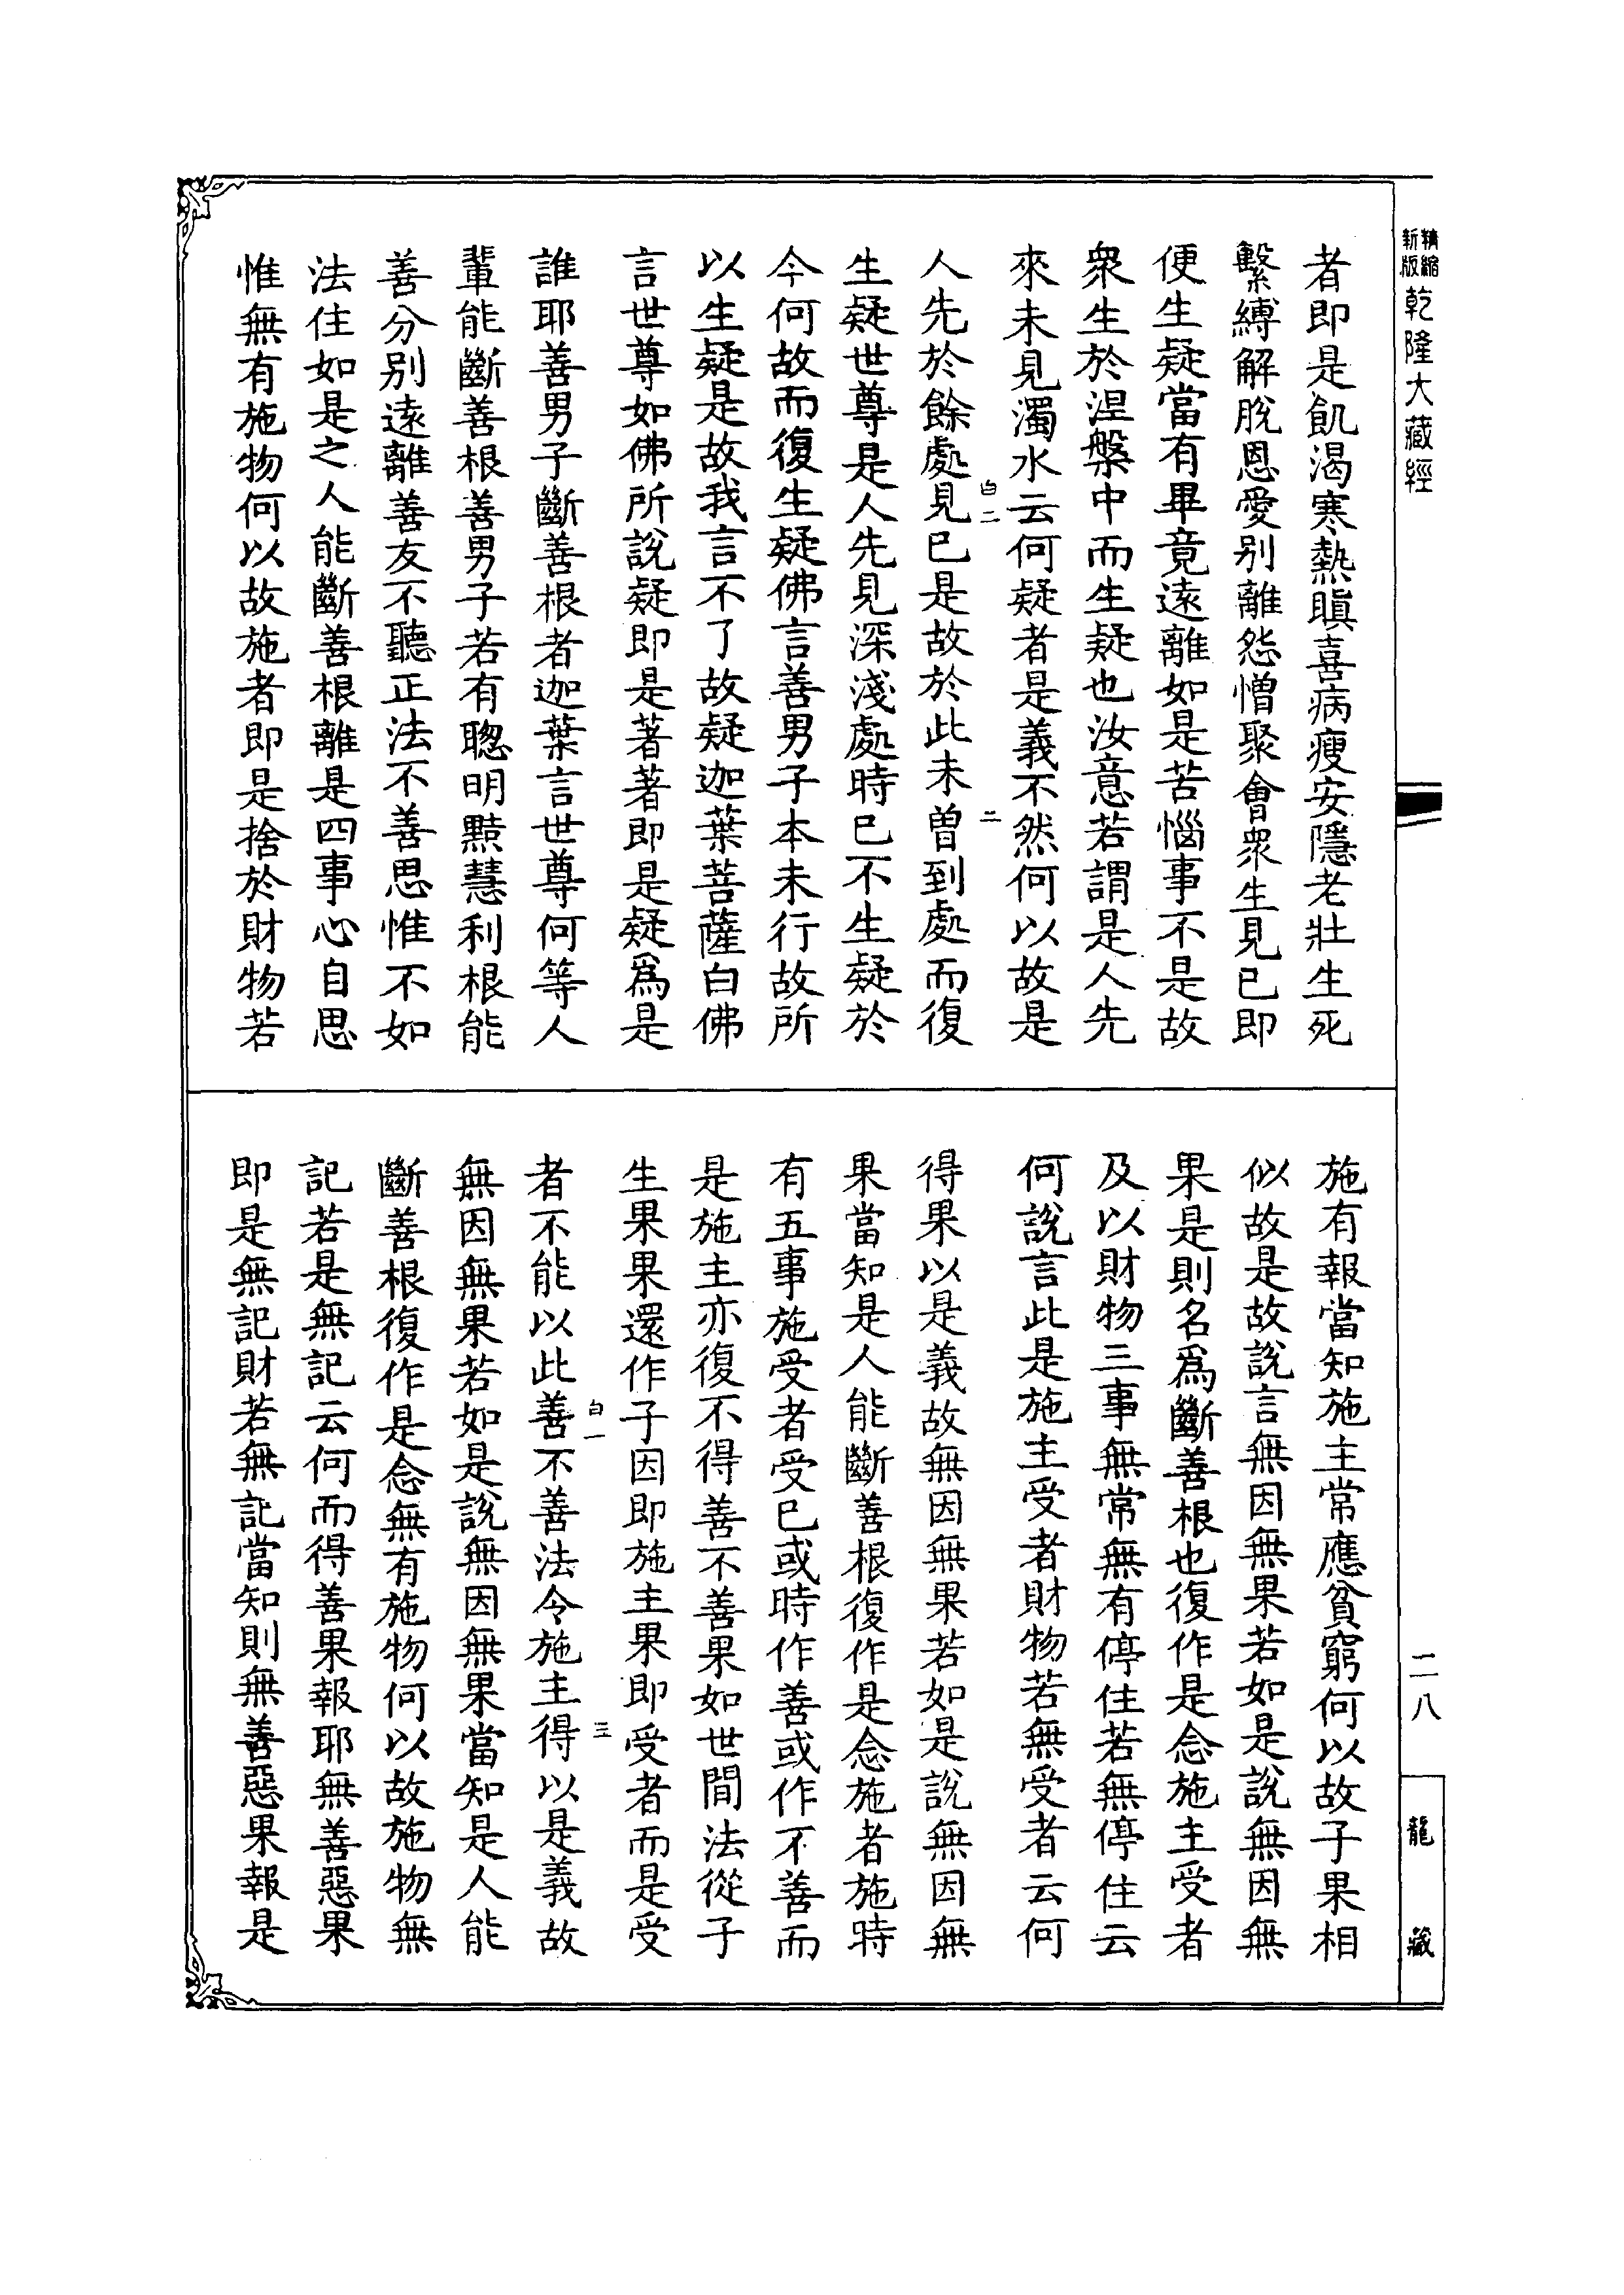 精縮
新版
乾隆大藏經
者即是飢渴寒熱瞋喜病瘦安隱老壯生死
繫縛解脫恩愛別離怨憎聚會衆生見已即
便生疑當有畢竟遠離如是苦惱事不是故
衆生於涅槃中而生疑也汝意若謂是人先
來未見濁水云何疑者是義不然何以故是
白二
二
人先於餘處見已是故於此未曾到處而復
生疑世尊是人先見深淺處時已不生疑於
今何故而復生疑佛言善男子本未行故所
以生疑是故我言不了故疑迦葉菩薩白佛
言世尊如佛所說疑即是著著即是疑爲是
誰耶善男子斷善根者迦葉言世尊何等人
輩能斷善根善男子若有聰明黠慧利根能
善分別遠離善友不聽正法不善思惟不如
法住如是之人能斷善根離是四事心自思
惟無有施物何以故施者即是捨於財物若
施有報當知施主常應貧窮何以故子果相
似故是故說言無因無果若如是說無因無
果是則名爲斷善根也復作是念施主受者
及以財物三事無常無有停住若無停住云
何說言此是施主受者財物若無受者云何
得果以是義故無因無果若如是說無因無
果當知是人能斷善根復作是念施者施時
有五事施受者受已或時作善或作不善而
是施主亦復不得善不善果如世間法從子
生果果還作子因即施主果即受者而是受
白一
三
者不能以此善不善法令施主得以是義故
無因無果若如是說無因無果當知是人能
斷善根復作是念無有施物何以故施物無
記若是無記云何而得善果報耶無善惡果
即是無記財若無記當知則無善惡果報是
二八
龍藏